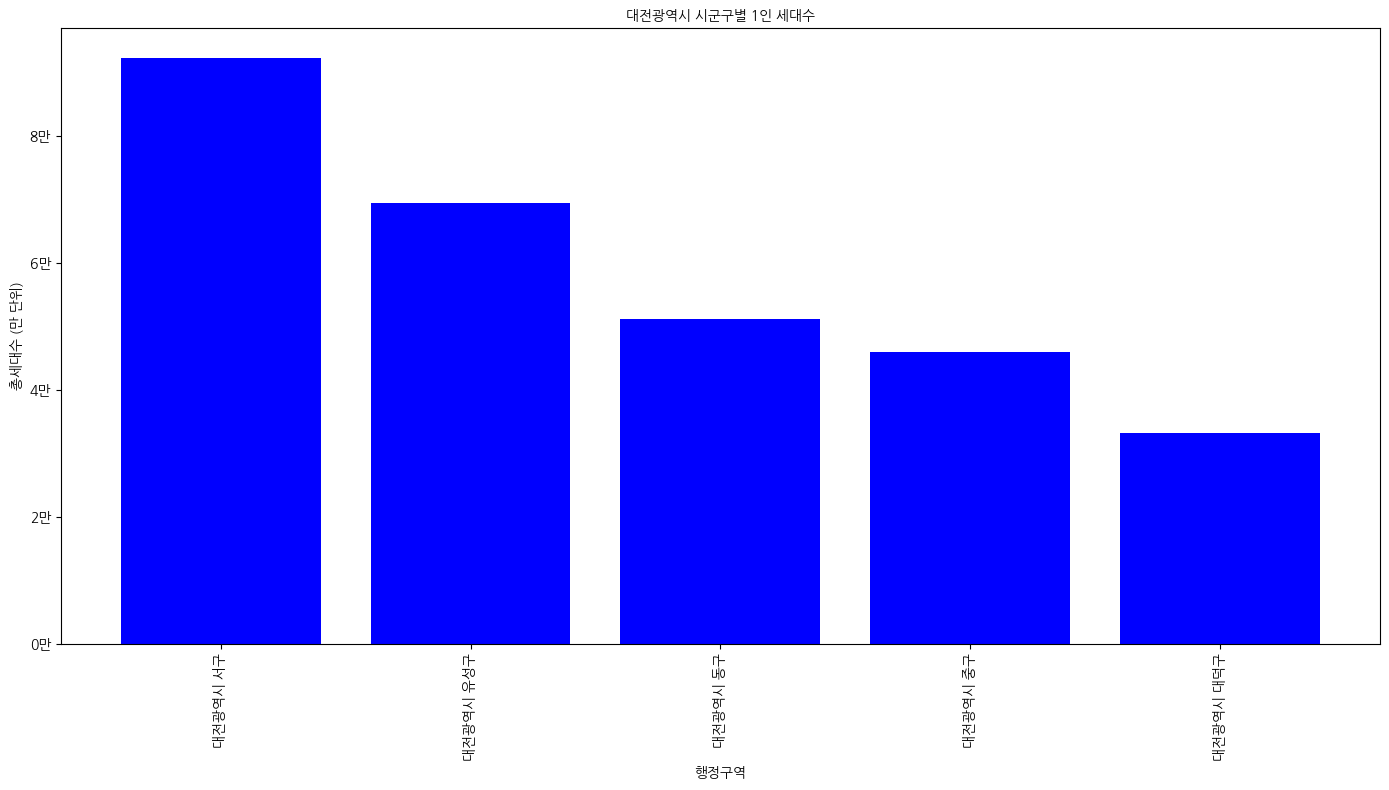 대전광역시 시군구별 1인 세대수
총세대수 (만 단위)
8만
6만
4만
2만
0만
대전광역시 서구
대전광역시 유성구
대전광역시 동구
대전광역시 중구
대전광역시 대덕구
행정구역